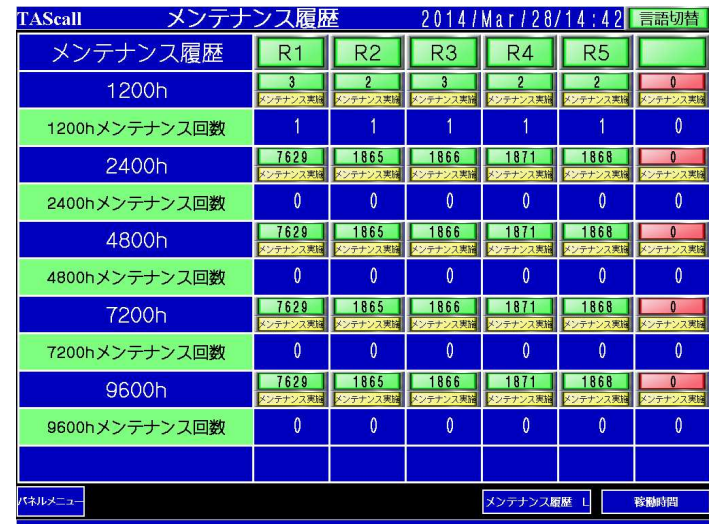 TAScall メンテナンス履歴 2014/Mar/28/14:42 言語切替
メンテナンス履歴 R1 R2 R3 R4 R5
1200h 3 2 3 2 2 0
メンテナンス実施 メンテナンス実施 メンテナンス実施 メンテナンス実施 メンテナンス実施 メンテナンス実施
1200hメンテナンス回数 1 1 1 1 1 0
2400h 7629 1865 1866 1871 1868 0
メンテナンス実施 メンテナンス実施 メンテナンス実施 メンテナンス実施 メンテナンス実施 メンテナンス実施
2400hメンテナンス回数 0 0 0 0 0 0
4800h 7629 1865 1866 1871 1868 0
メンテナンス実施 メンテナンス実施 メンテナンス実施 メンテナンス実施 メンテナンス実施 メンテナンス実施
4800hメンテナンス回数 0 0 0 0 0 0
7200h 7629 1865 1866 1871 1868 0
メンテナンス実施 メンテナンス実施 メンテナンス実施 メンテナンス実施 メンテナンス実施 メンテナンス実施
7200hメンテナンス回数 0 0 0 0 0 0
9600h 7629 1865 1866 1871 1868 0
メンテナンス実施 メンテナンス実施 メンテナンス実施 メンテナンス実施 メンテナンス実施 メンテナンス実施
9600hメンテナンス回数 0 0 0 0 0 0
パネルメニュー メンテナンス履歴 L 稼働時間